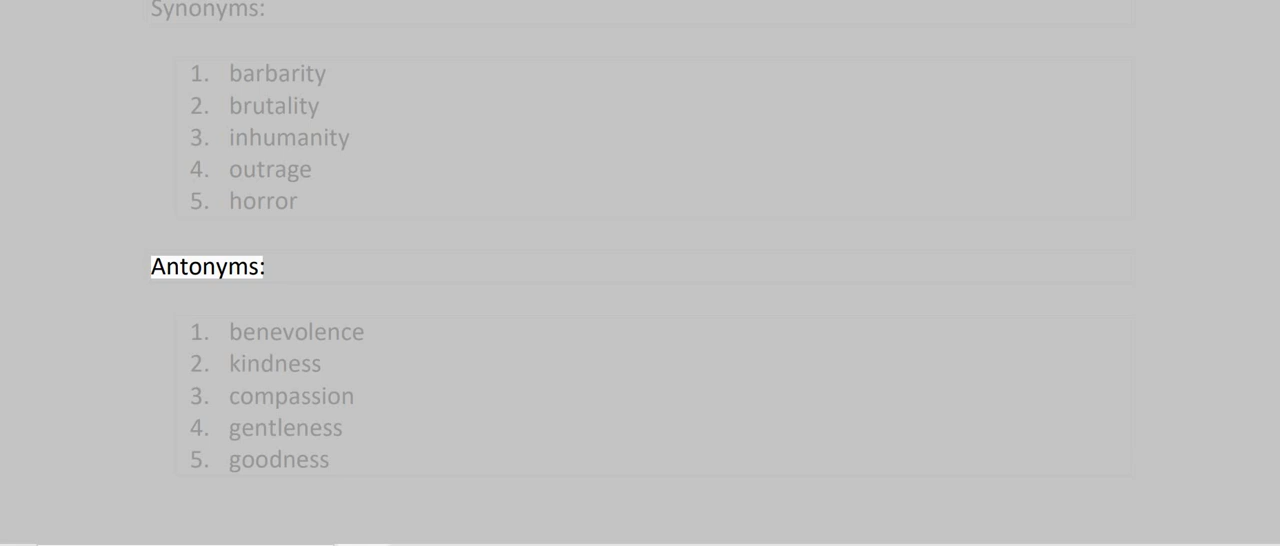 Synonyms:
1. barbarity
2. brutality
3. inhumanity
4. outrage
5. horror
Antonyms:
1. benevolence
2. kindness
3. compassion
4. gentleness
5. goodness